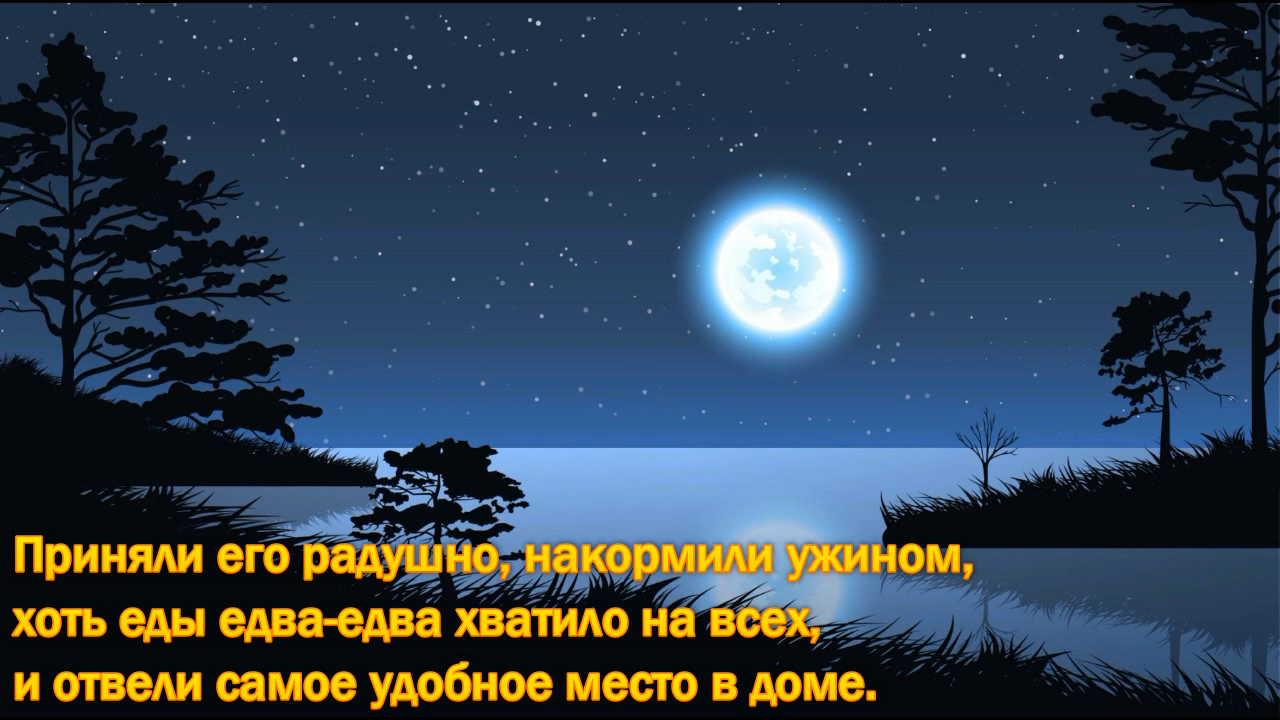 Приняли его радушно, накормили ужином,
хоть еды едва-едва хватило на всех,
и отвели самое удобное место в доме.